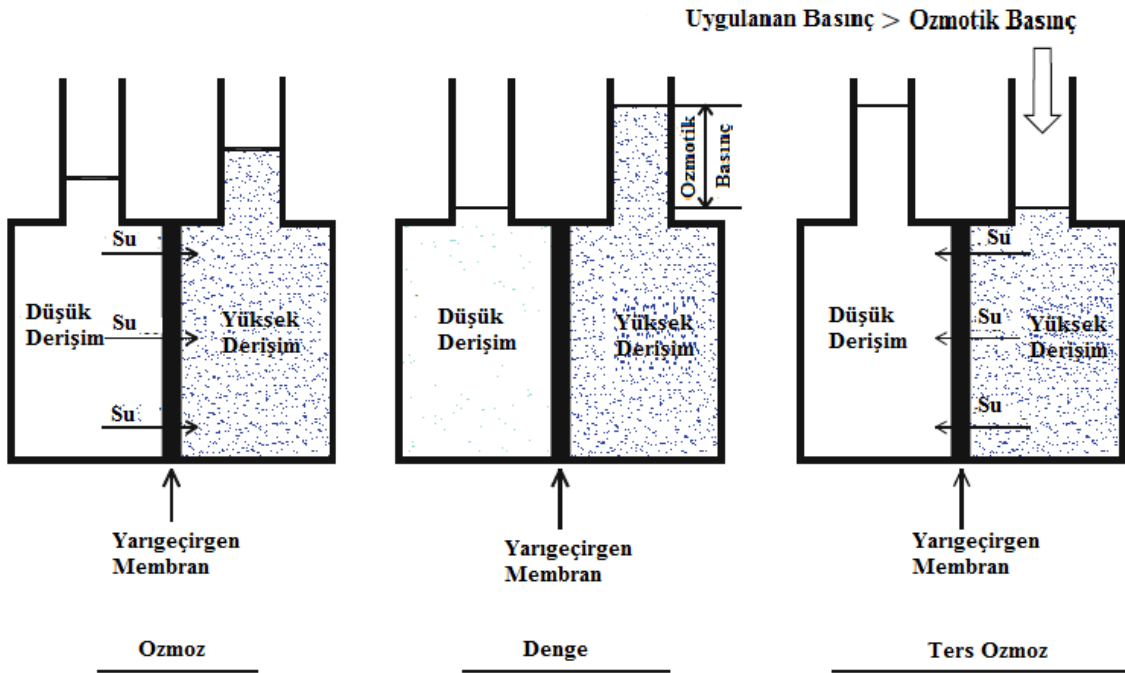 Uygulanan Basınç > Ozmotik Basınç
Su
Düşük
Derişim
Su
Yüksek
Derişim
Su
Yarıgeçirgen
Membran
Ozmoz
Ozmotik
Basınç
Düşük
Derişim
Yüksek
Derişim
Yarıgeçirgen
Membran
Denge
Su
Düşük
Derişim
Su
Yüksek
Derişim
Su
Yarıgeçirgen
Membran
Ters Ozmoz